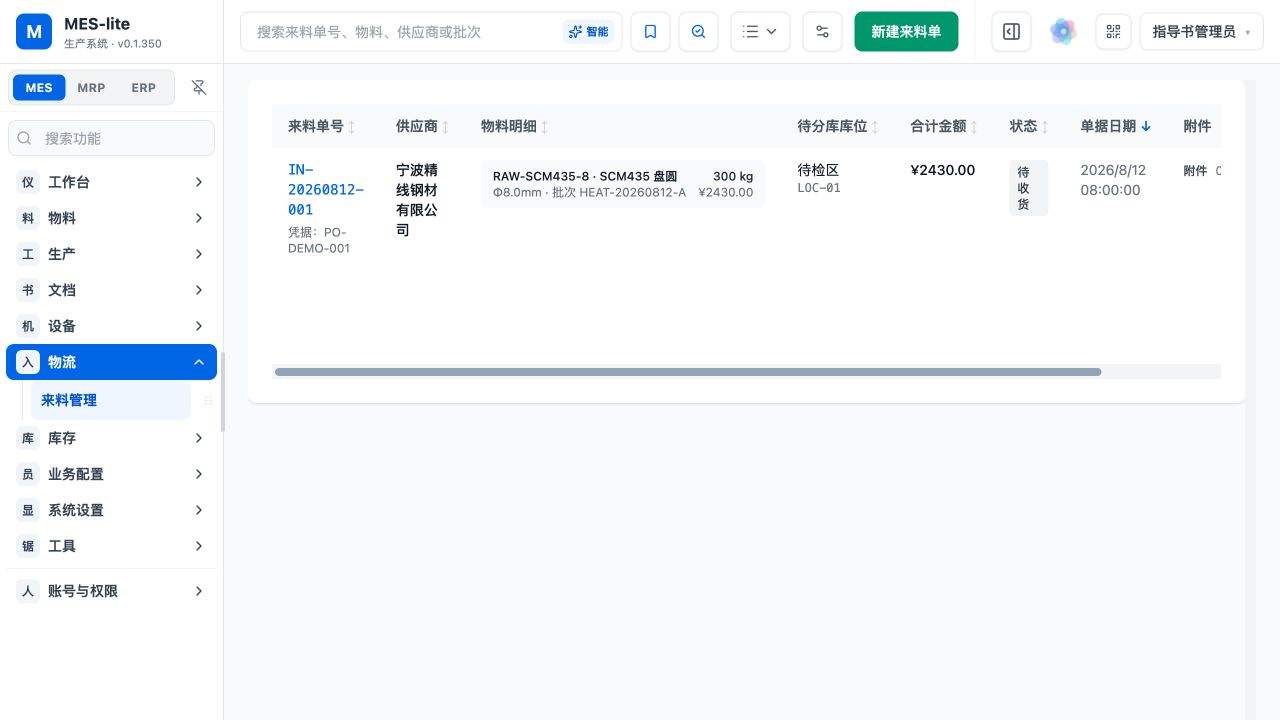 M
MES-lite
生产系统 · v0.1.350
搜索来料单号、物料、供应商或批次
智能
新建来料单
指导书管理员
MES
MRP
ERP
搜索功能
仪 工作台
料 物料
工 生产
书 文档
机 设备
入 物流
来料管理
库 库存
员 业务配置
显 系统设置
锯 工具
人 账号与权限
来料单号 供应商 物料明细 待分库库位 合计金额 状态 单据日期 附件
IN-
20260812-
001
凭据：PO-
DEMO-001
宁波精
线钢材
有限公
司
RAW-SCM435-8 · SCM435 盘圆 300 kg
Φ8.0mm · 批次 HEAT-20260812-A ¥2430.00
待检区
LOC-01
¥2430.00
待
收
货
2026/8/12
08:00:00
附件